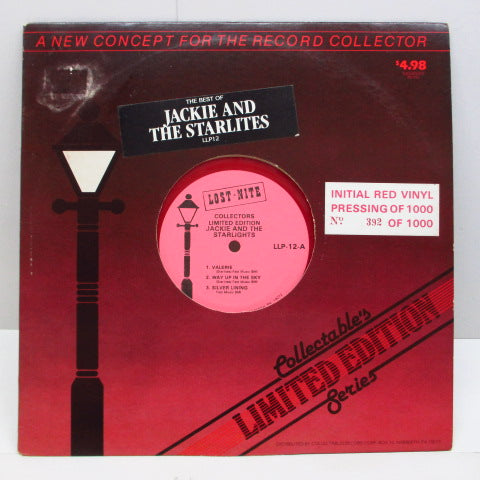 A NEW CONCEPT FOR THE RECORD COLLECTOR
$4.98
THE BEST OF
JACKIE AND
THE STARLITES
LLP12
LOST-NITE
COLLECTORS
LIMITED EDITION
JACKIE AND THE
STARLIGHTS
LLP-12-A
1. VALERIE
2. WAY UP IN THE SKY
3. SILVER LINING
INITIAL RED VINYL
PRESSING OF 1000
No. 392 OF 1000
Collectable's
LIMITED EDITION
Series